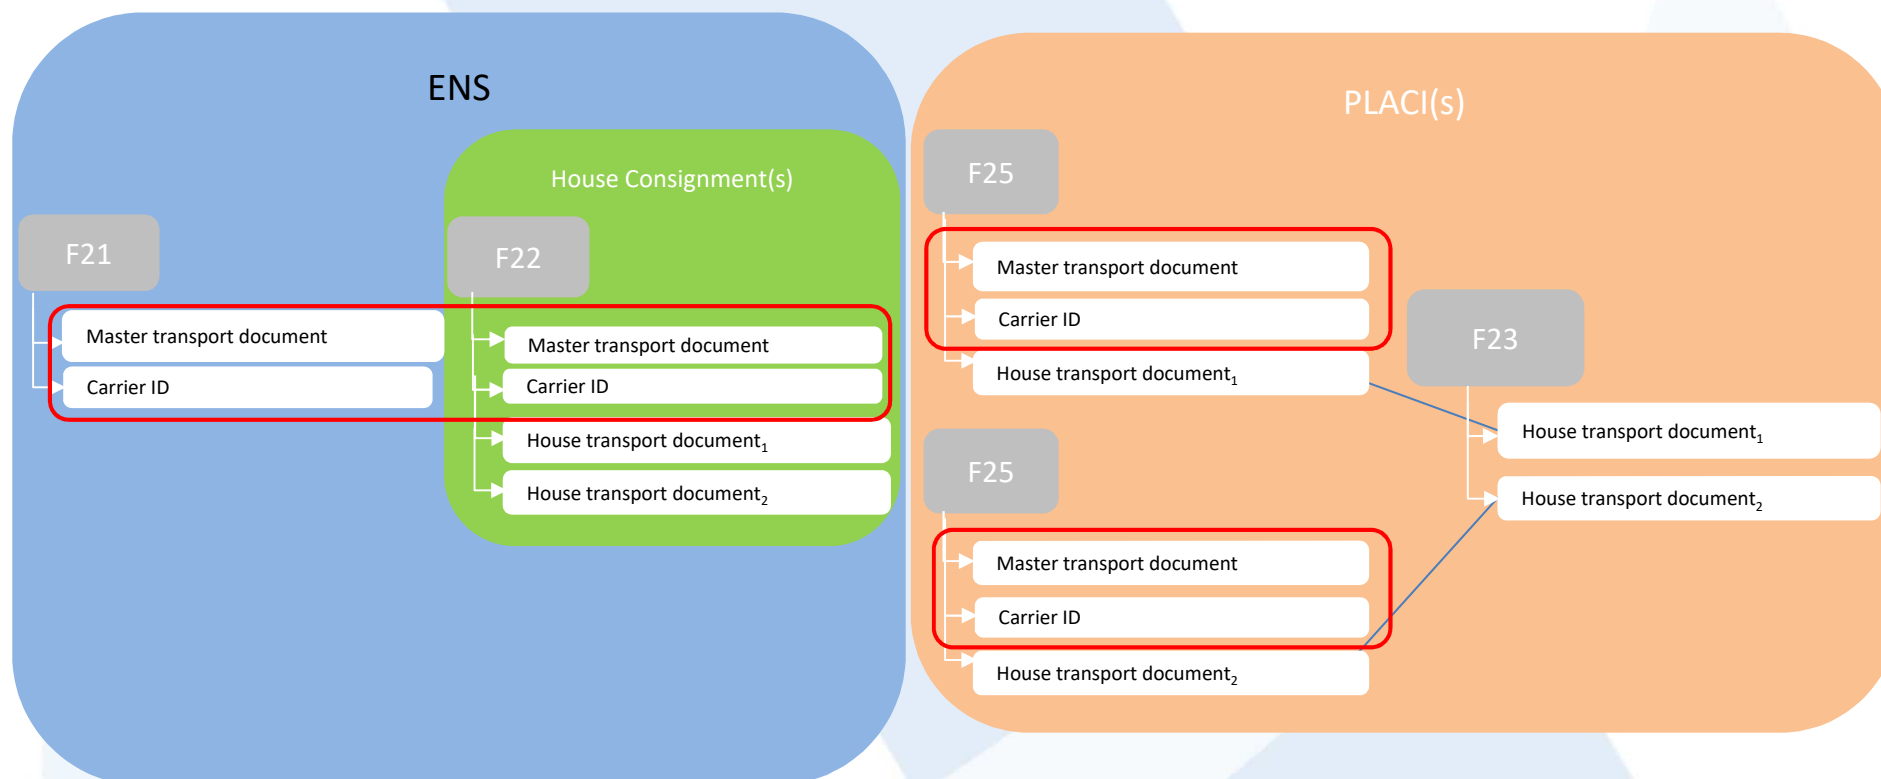 ENS
House Consignment(s)
F21
Master transport document
Carrier ID
F22
Master transport document
Carrier ID
House transport document₁
House transport document₂
PLACI(s)
F25
Master transport document
Carrier ID
House transport document₁
F25
Master transport document
Carrier ID
House transport document₂
F23
House transport document₁
House transport document₂